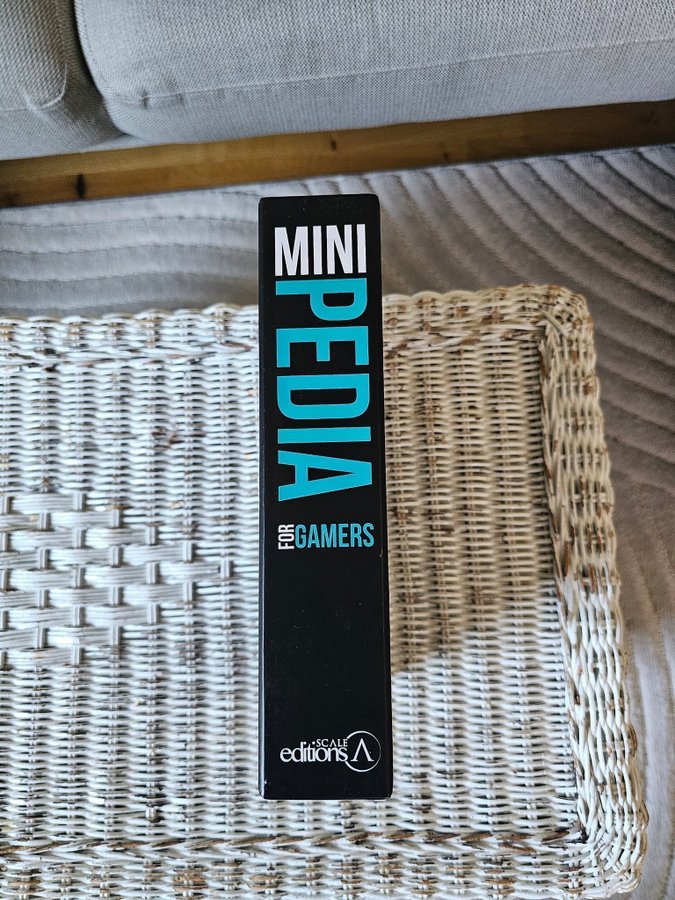 MINI
PEDIA
FOR GAMERS
•SCALE
editions